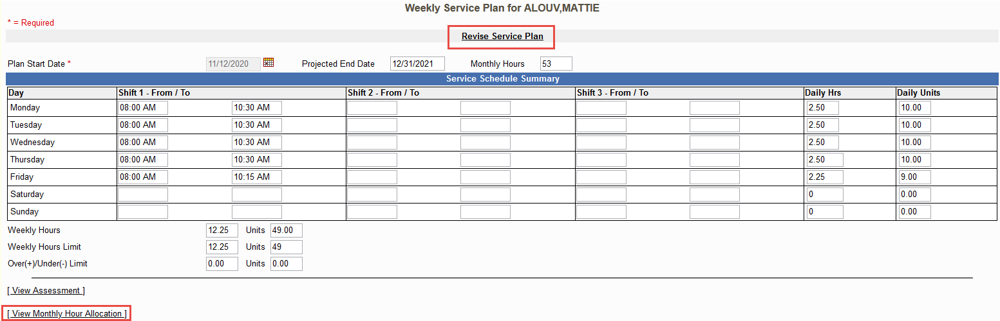 Weekly Service Plan for ALOUV,MATTIE
* = Required
Revise Service Plan
Plan Start Date * 11/12/2020 Projected End Date 12/31/2021 Monthly Hours 53
Service Schedule Summary
Day Shift 1 - From / To Shift 2 - From / To Shift 3 - From / To Daily Hrs Daily Units
Monday 08:00 AM 10:30 AM 2.50 10.00
Tuesday 08:00 AM 10:30 AM 2.50 10.00
Wednesday 08:00 AM 10:30 AM 2.50 10.00
Thursday 08:00 AM 10:30 AM 2.50 10.00
Friday 08:00 AM 10:15 AM 2.25 9.00
Saturday 0 0.00
Sunday 0 0.00
Weekly Hours 12.25 Units 49.00
Weekly Hours Limit 12.25 Units 49
Over(+)/Under(-) Limit 0.00 Units 0.00
[ View Assessment ]
[ View Monthly Hour Allocation ]